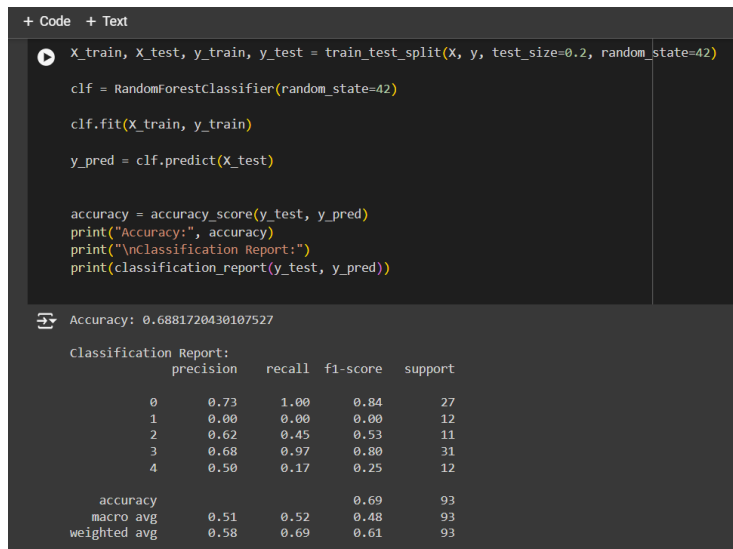 + Code + Text
X_train, X_test, y_train, y_test = train_test_split(X, y, test_size=0.2, random_state=42)
clf = RandomForestClassifier(random_state=42)
clf.fit(X_train, y_train)
y_pred = clf.predict(X_test)
accuracy = accuracy_score(y_test, y_pred)
print("Accuracy:", accuracy)
print("\nClassification Report:")
print(classification_report(y_test, y_pred))
Accuracy: 0.6881720430107527
Classification Report:
precision recall f1-score support
0 0.73 1.00 0.84 27
1 0.00 0.00 0.00 12
2 0.62 0.45 0.53 11
3 0.68 0.97 0.80 31
4 0.50 0.17 0.25 12
accuracy 0.69 93
macro avg 0.51 0.52 0.48 93
weighted avg 0.58 0.69 0.61 93